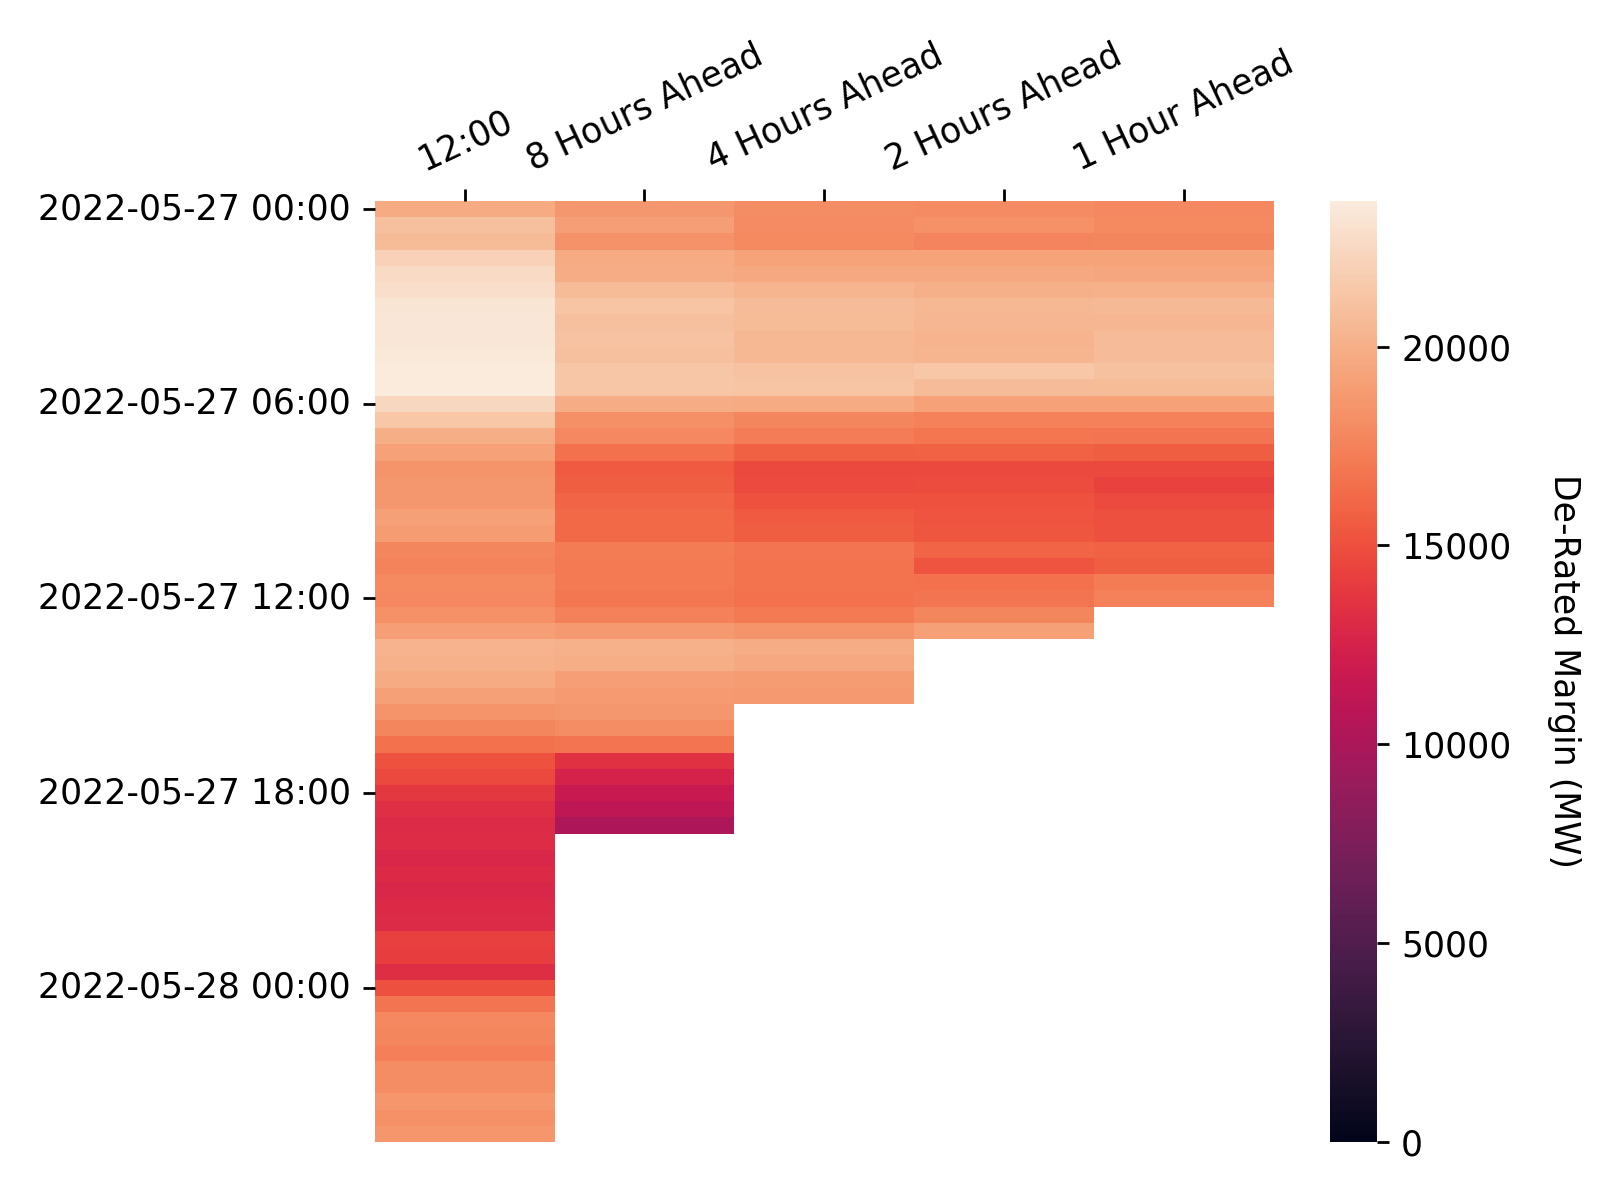 12:00
8 Hours Ahead
4 Hours Ahead
2 Hours Ahead
1 Hour Ahead
2022-05-27 00:00
2022-05-27 06:00
2022-05-27 12:00
2022-05-27 18:00
2022-05-28 00:00
20000
15000
10000
5000
0
De-Rated Margin (MW)